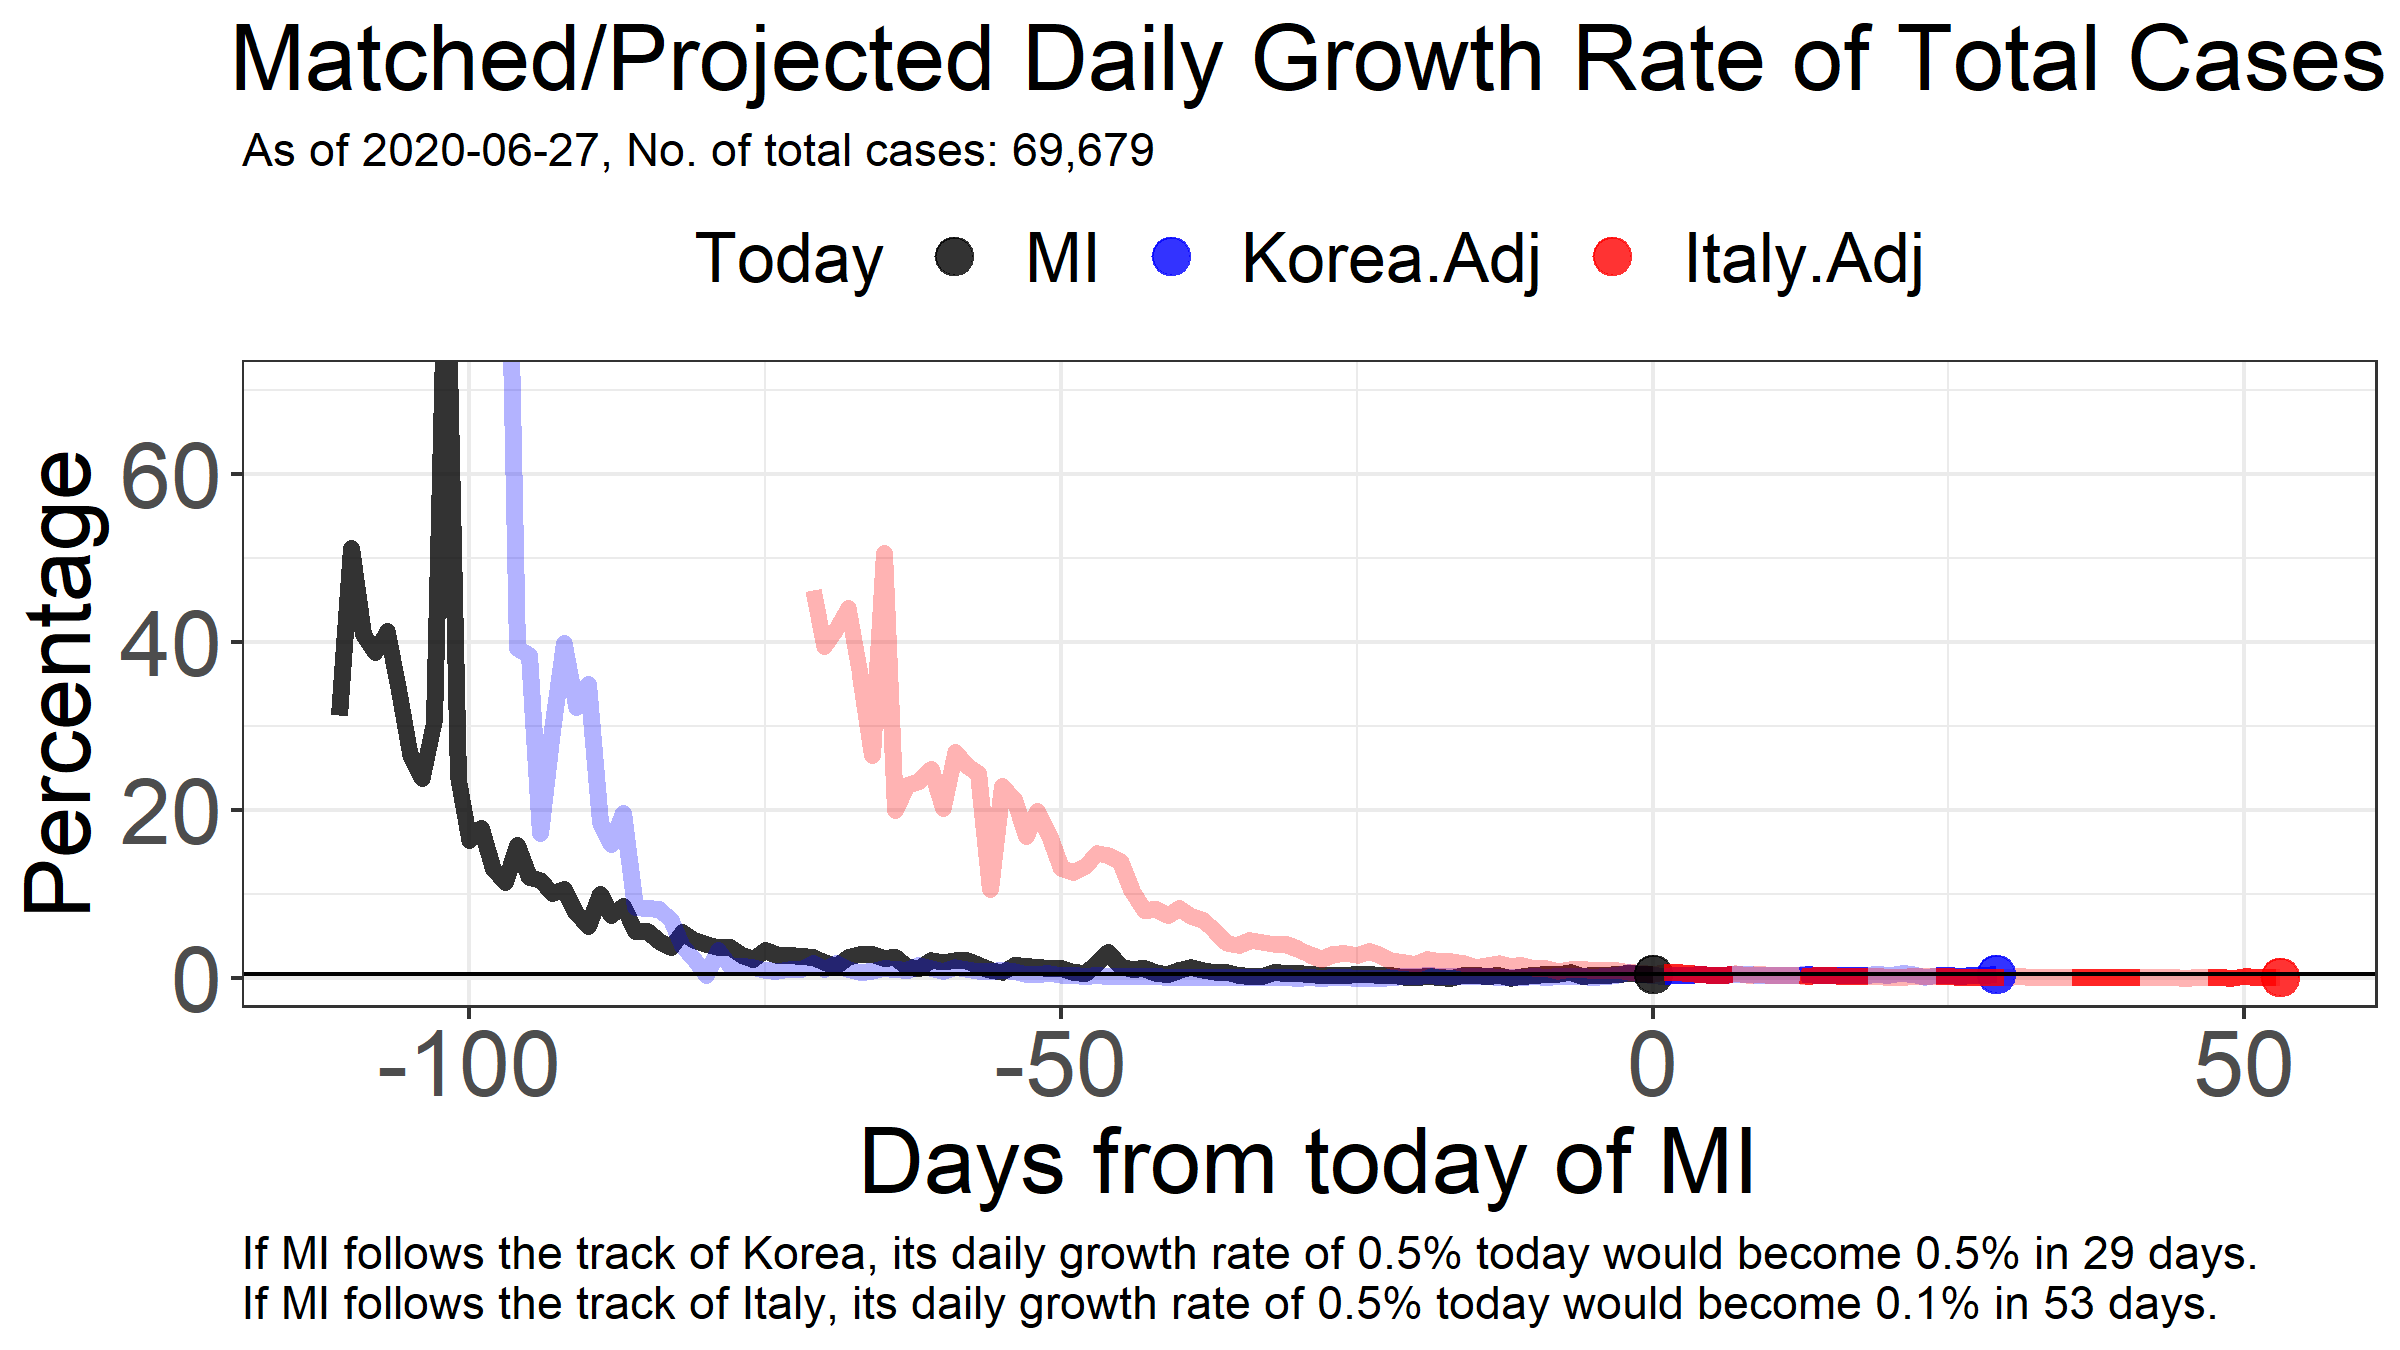 Matched/Projected Daily Growth Rate of Total Cases
As of 2020-06-27, No. of total cases: 69,679
Today MI Korea.Adj Italy.Adj
Percentage
60
40
20
0
-100 -50 0 50
Days from today of MI
If MI follows the track of Korea, its daily growth rate of 0.5% today would become 0.5% in 29 days.
If MI follows the track of Italy, its daily growth rate of 0.5% today would become 0.1% in 53 days.